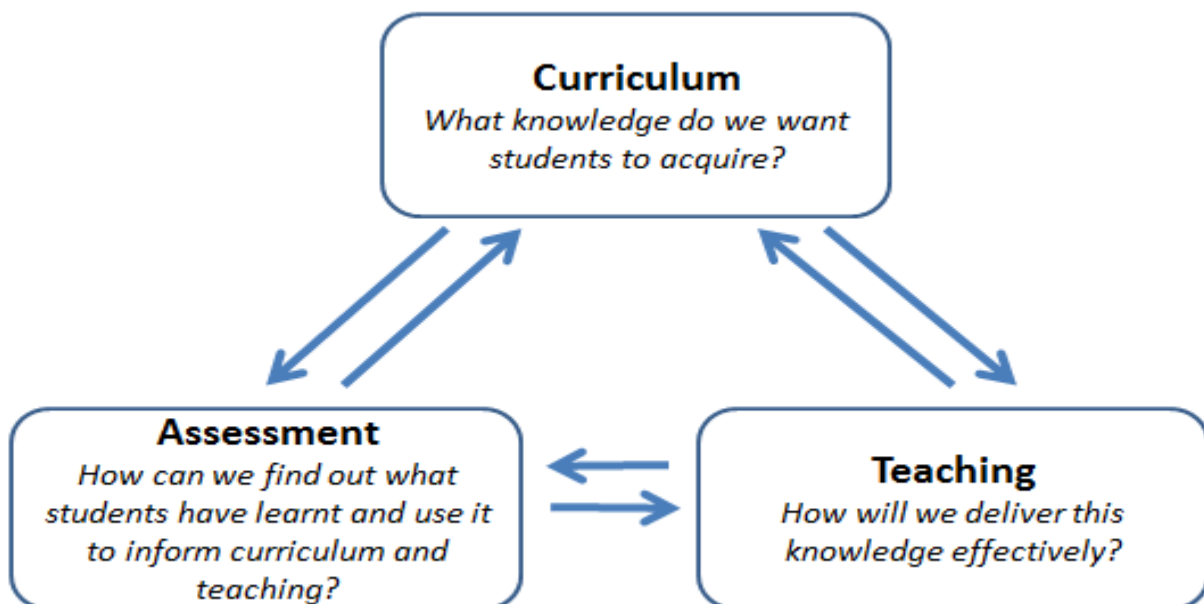 Curriculum
What knowledge do we want
students to acquire?
Assessment
How can we find out what
students have learnt and use it
to inform curriculum and
teaching?
Teaching
How will we deliver this
knowledge effectively?